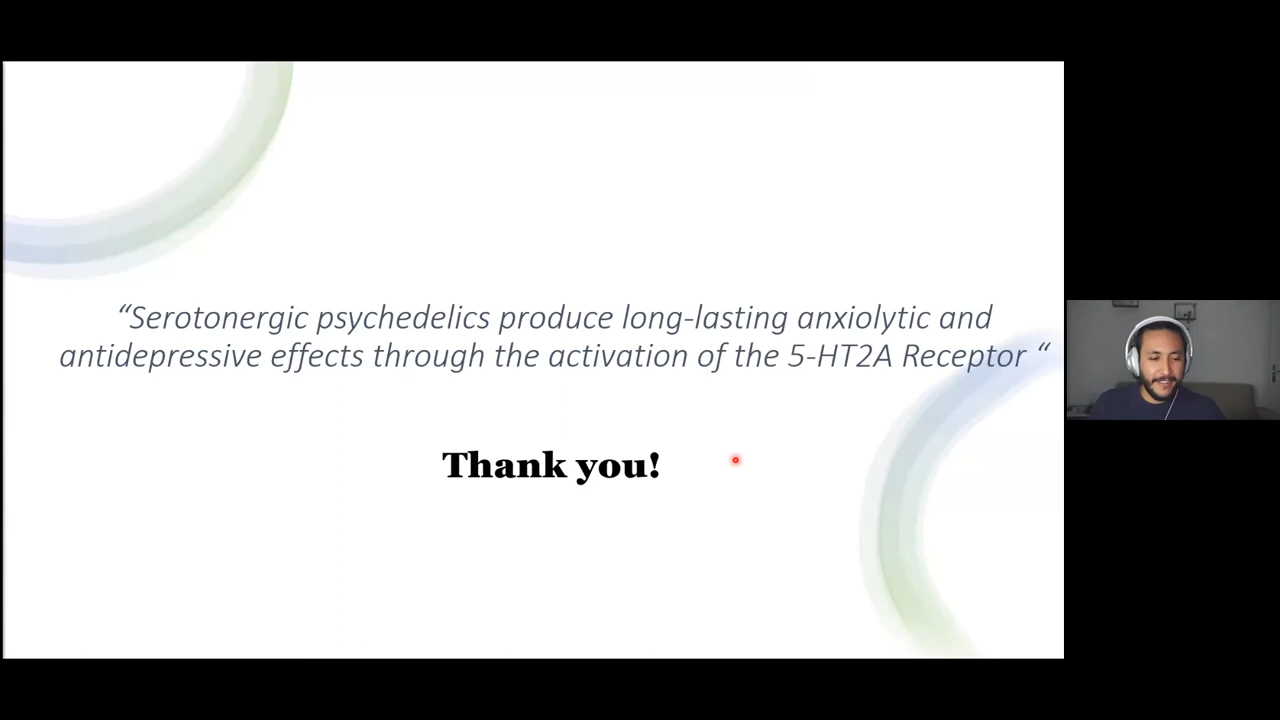 “Serotonergic psychedelics produce long-lasting anxiolytic and
antidepressive effects through the activation of the 5-HT2A Receptor “
Thank you!